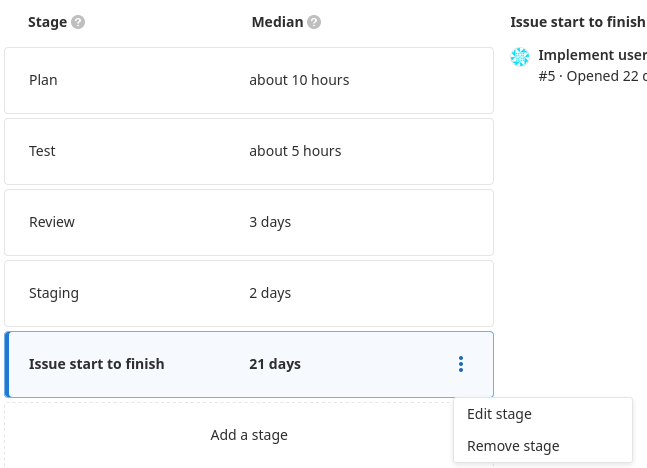 Stage Median Issue start to finish
Implement user
#5 · Opened 22 d
Plan about 10 hours
Test about 5 hours
Review 3 days
Staging 2 days
Issue start to finish 21 days
Add a stage
Edit stage
Remove stage